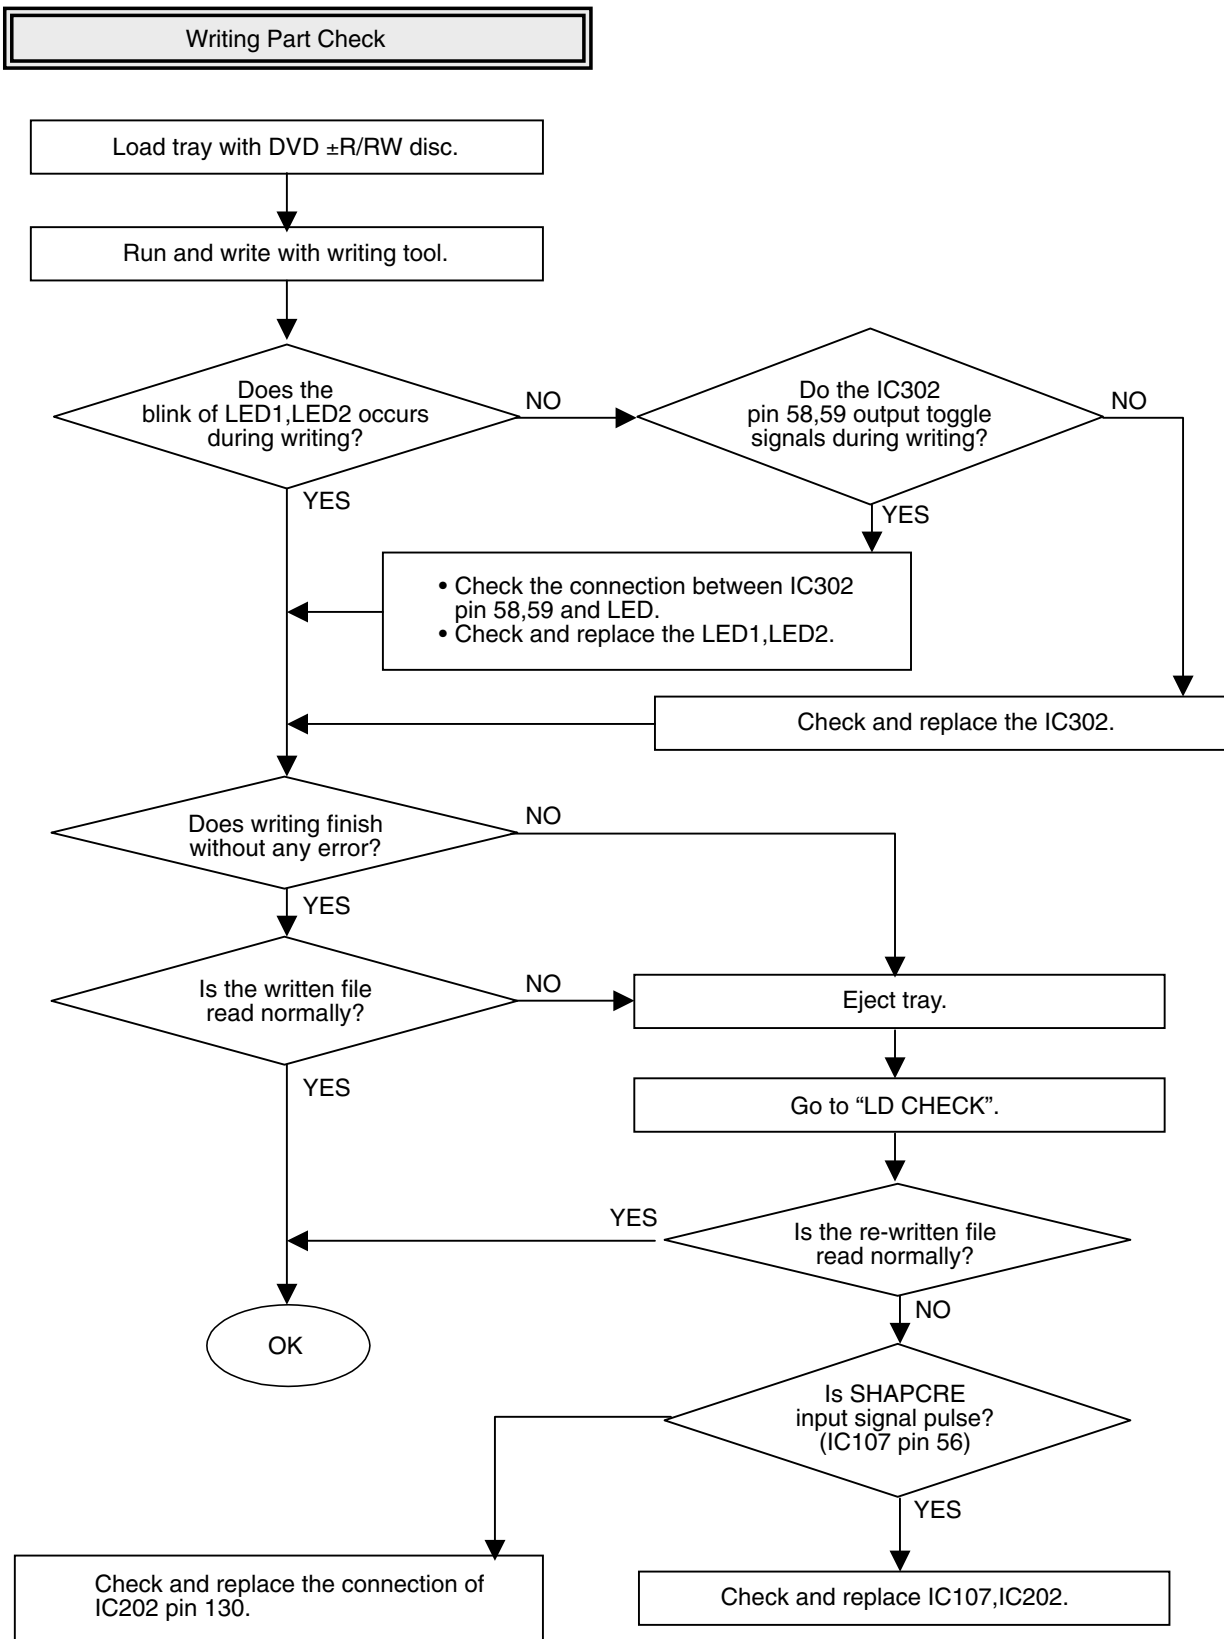 Writing Part Check
Load tray with DVD ±R/RW disc.
Run and write with writing tool.
Does the
blink of LED1,LED2 occurs
during writing?
NO
Do the IC302
pin 58,59 output toggle
signals during writing?
NO
YES
YES
• Check the connection between IC302
pin 58,59 and LED.
• Check and replace the LED1,LED2.
Check and replace the IC302.
Does writing finish
without any error?
NO
YES
Is the written file
read normally?
NO
Eject tray.
YES
Go to “LD CHECK”.
YES
Is the re-written file
read normally?
NO
OK
Is SHAPCRE
input signal pulse?
(IC107 pin 56)
YES
Check and replace the connection of
IC202 pin 130.
Check and replace IC107,IC202.